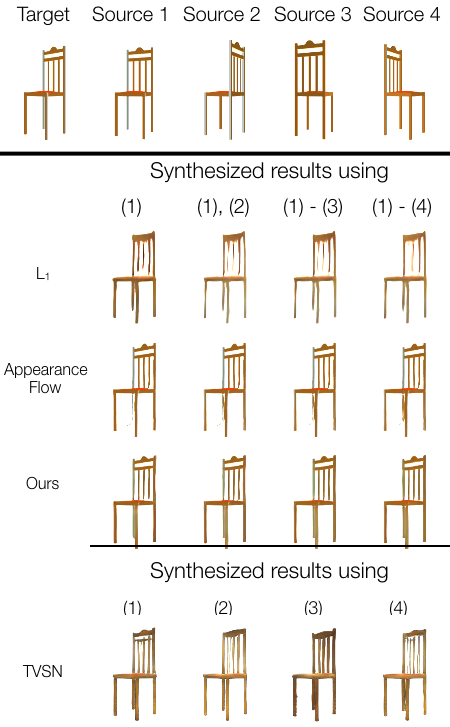 Target Source 1 Source 2 Source 3 Source 4
Synthesized results using
(1) (1), (2) (1) - (3) (1) - (4)
L₁
Appearance
Flow
Ours
Synthesized results using
(1) (2) (3) (4)
TVSN